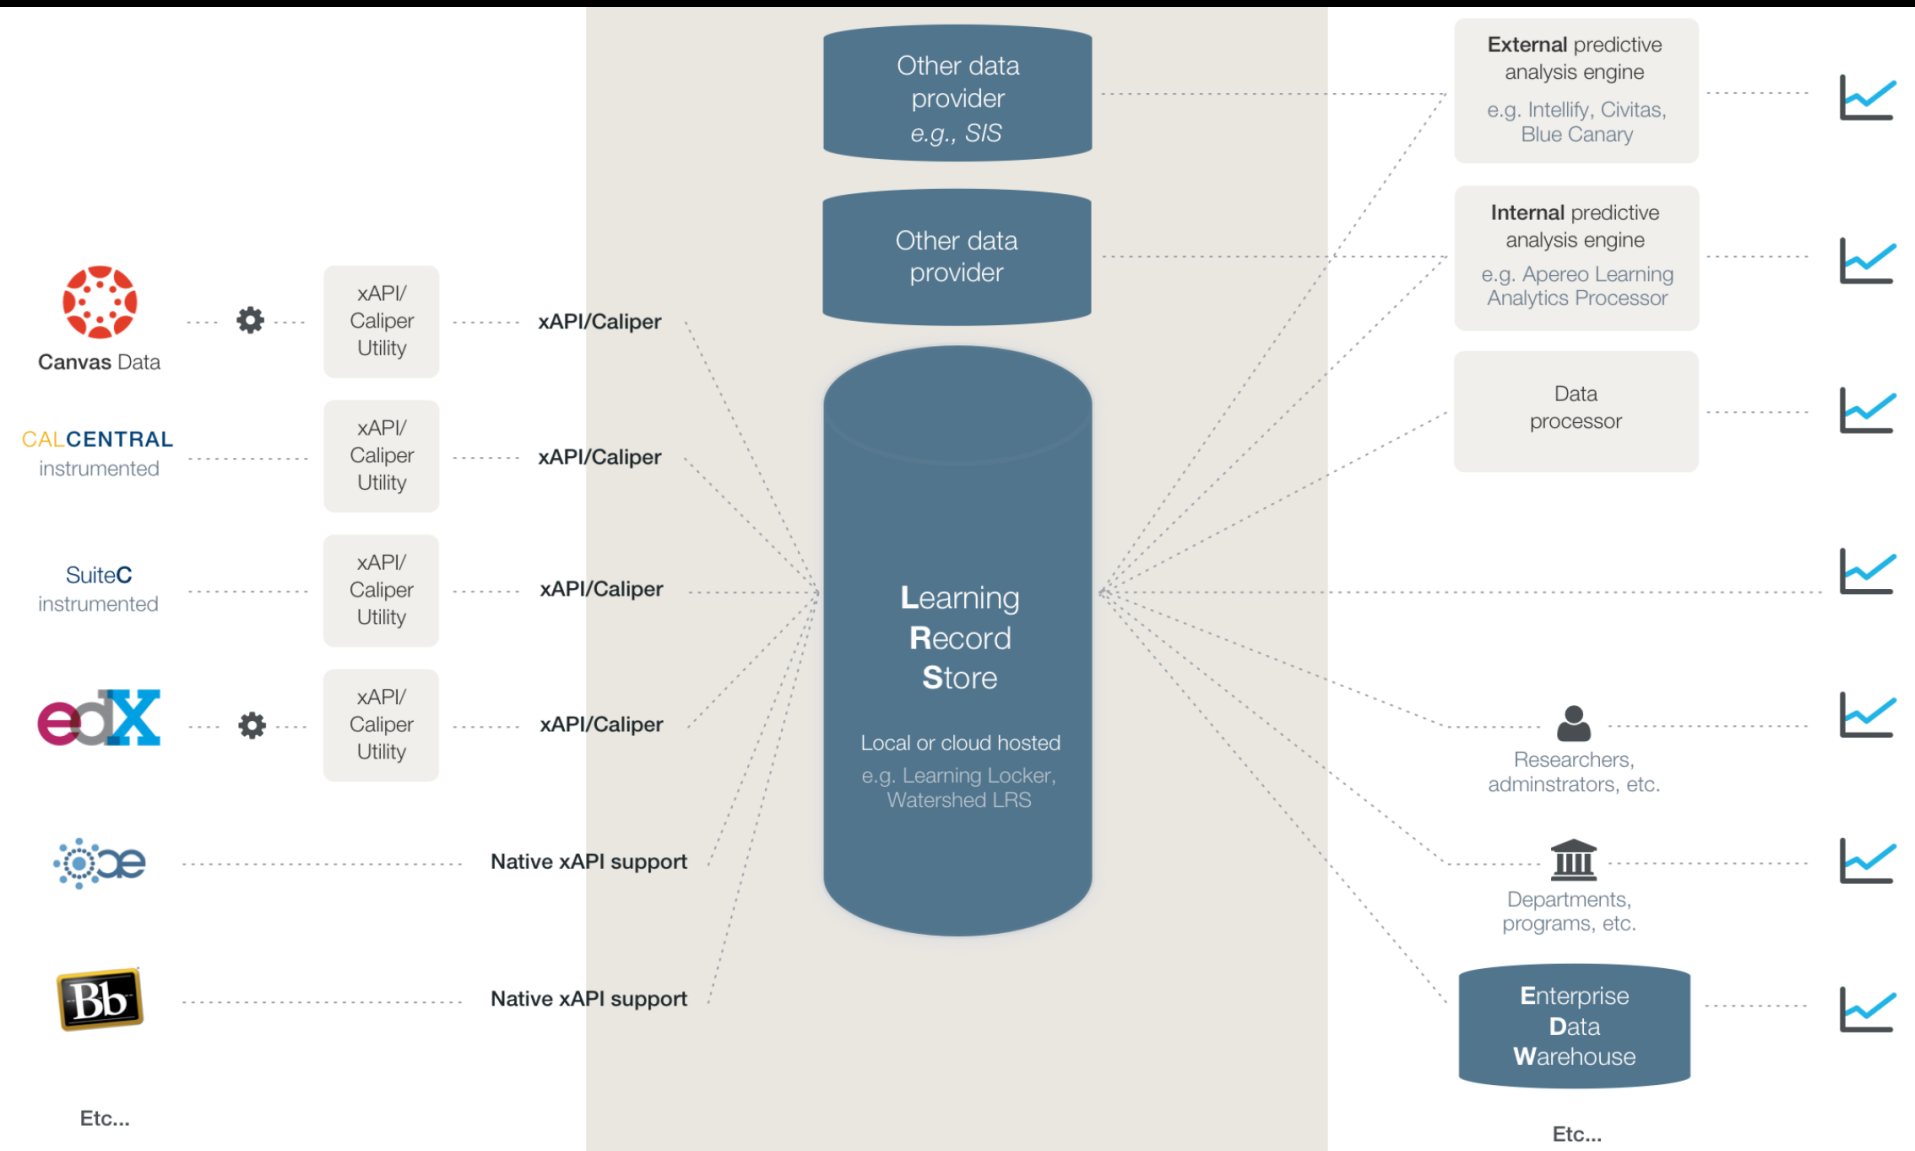 Other data
provider
e.g., SIS
Other data
provider
Canvas Data
xAPI/
Caliper
Utility
xAPI/Caliper
CALCENTRAL
instrumented
xAPI/
Caliper
Utility
xAPI/Caliper
SuiteC
instrumented
xAPI/
Caliper
Utility
xAPI/Caliper
edX
xAPI/
Caliper
Utility
xAPI/Caliper
ae
Native xAPI support
Bb
Native xAPI support
Etc...
Learning
Record
Store
Local or cloud hosted
e.g. Learning Locker,
Watershed LRS
External predictive
analysis engine
e.g. Intellify, Civitas,
Blue Canary
Internal predictive
analysis engine
e.g. Apereo Learning
Analytics Processor
Data
processor
Researchers,
adminstrators, etc.
Departments,
programs, etc.
Enterprise
Data
Warehouse
Etc...